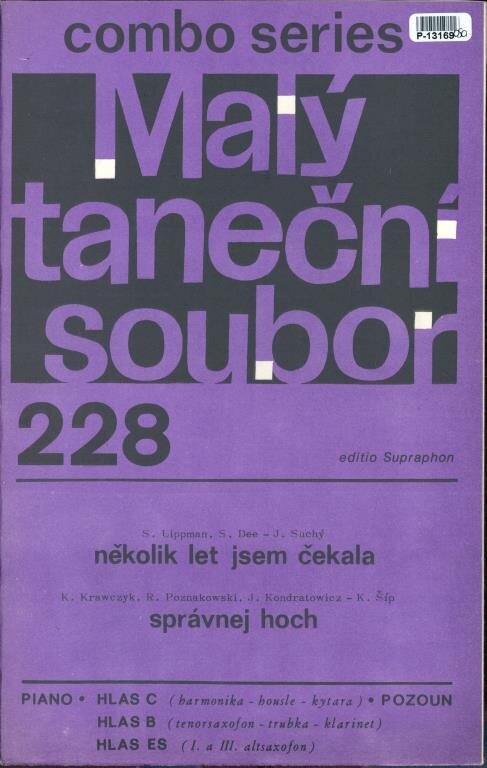 combo series
P-13169
Malý
taneční
soubor
228
editio Supraphon
S. Lippman, S. Dee – J. Suchý
několik let jsem čekala
K. Krawczyk, R. Poznakowski, J. Kondratowicz – K. Šíp
správnej hoch
PIANO • HLAS C (harmonika - housle - kytara) • POZOUN
HLAS B (tenorsaxofon - trubka - klarinet)
HLAS ES (I. a III. altsaxofon)